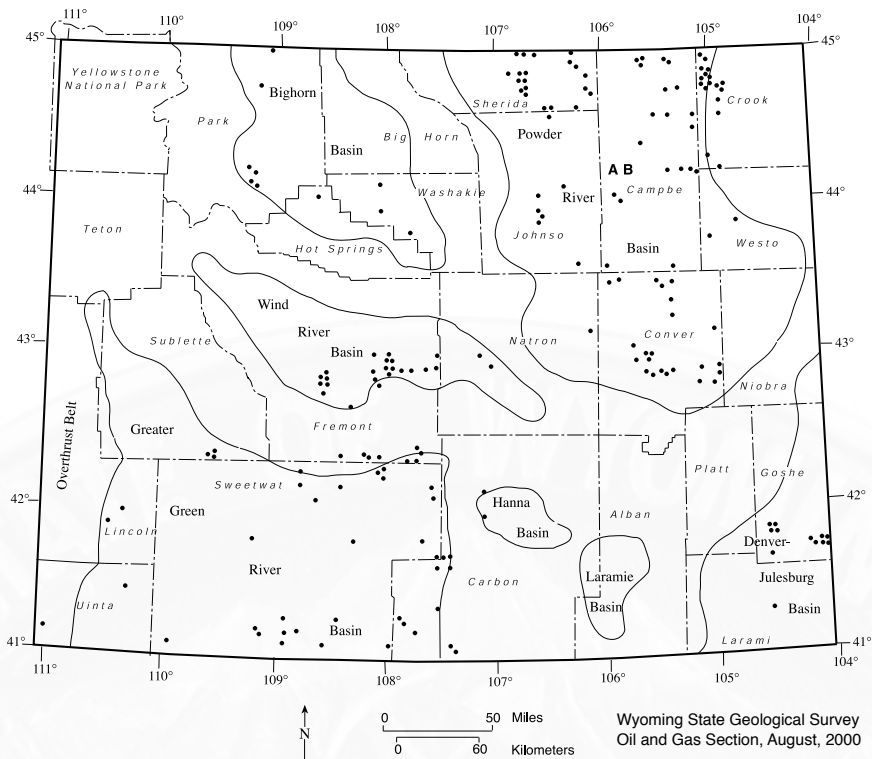 111°
110°
109°
108°
107°
106°
105°
104°
45°
45°
Yellowstone
National Park
Park
Bighorn
Basin
Big Horn
Sherida
Crook
Powder
A B
44°
44°
Teton
Washakie
Hot Springs
River
Campbe
Johnso
Basin
Westo
Wind
River
Basin
Sublette
Natron
Conver
43°
43°
Niobra
Fremont
Greater
Overthrust Belt
Platt
Goshe
Sweetwat
42°
42°
Green
Hanna
Basin
Alban
Lincoln
Denver-
Julesburg
Basin
River
Carbon
Laramie
Basin
Uinta
Basin
Larami
41°
41°
111°
110°
109°
108°
107°
106°
105°
104°
N
0 50 Miles
0 60 Kilometers
Wyoming State Geological Survey
Oil and Gas Section, August, 2000